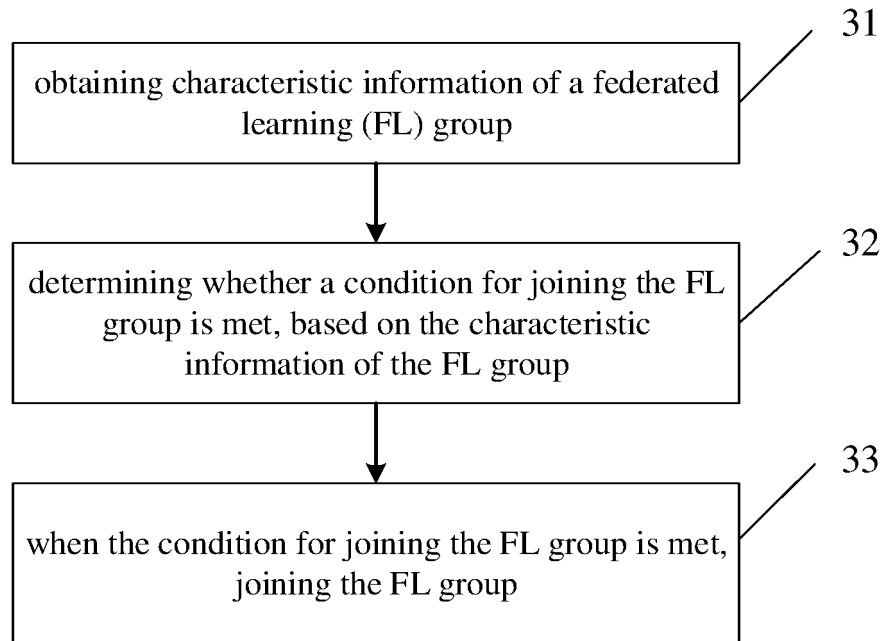 31
obtaining characteristic information of a federated
learning (FL) group
32
determining whether a condition for joining the FL
group is met, based on the characteristic
information of the FL group
33
when the condition for joining the FL group is met,
joining the FL group